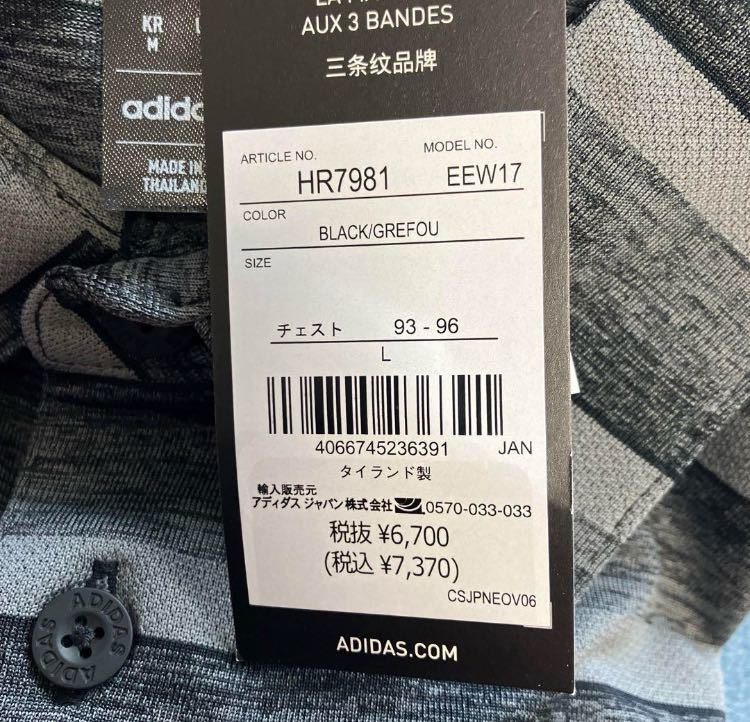 KR
M
adida
MADE IN
THAILAND
AUX 3 BANDES
三条纹品牌
ARTICLE NO.
MODEL NO.
HR7981
EEW17
COLOR
BLACK/GREFOU
SIZE
チェスト 93 - 96
L
4066745236391 JAN
タイランド製
輸入販売元
アディダス ジャパン株式会社 0570-033-033
税抜 ¥6,700
(税込 ¥7,370)
CSJPNEOV06
ADIDAS.COM
ADIDAS ADIDAS